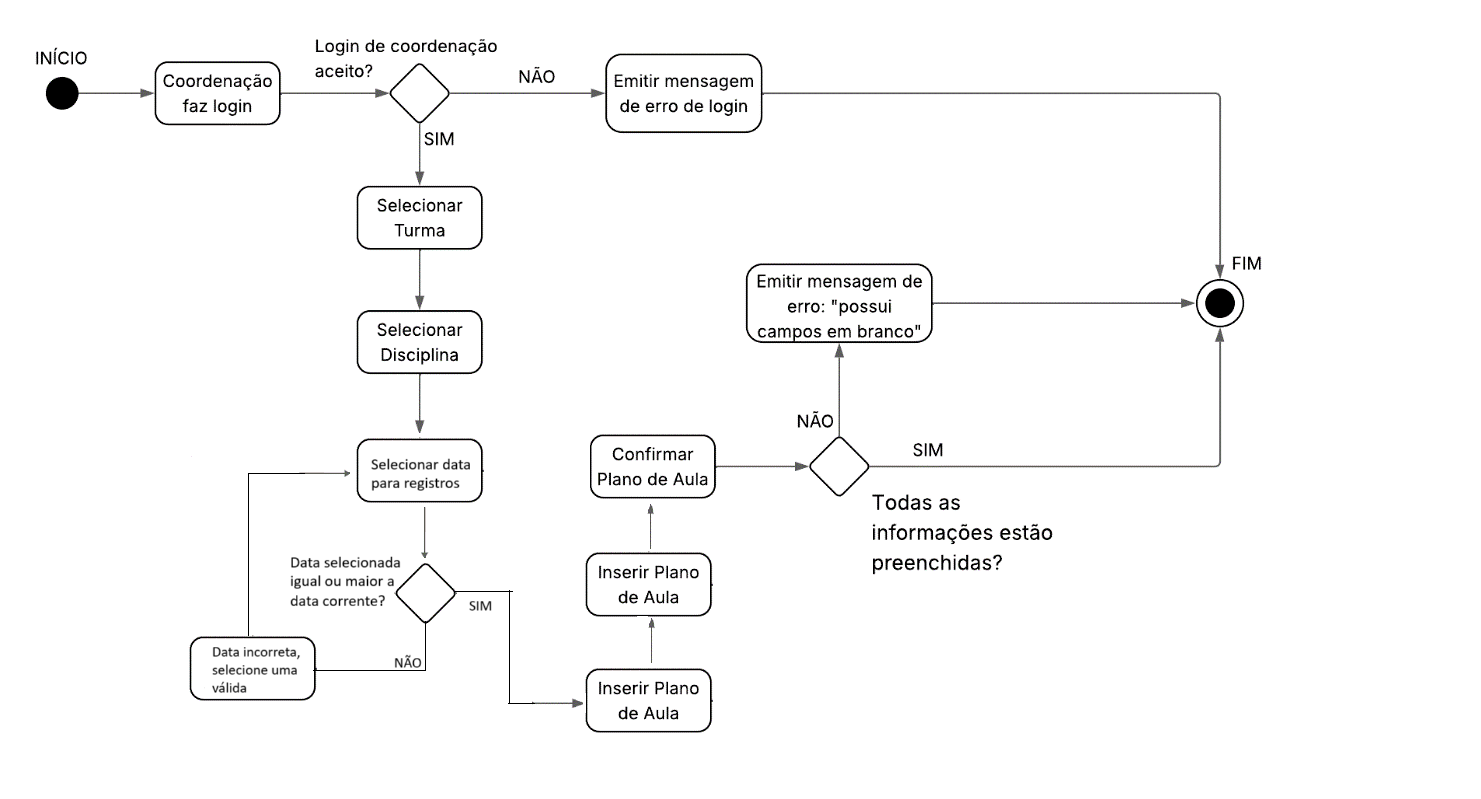 INÍCIO
Coordenação
faz login
Login de coordenação
aceito?
NÃO
Emitir mensagem
de erro de login
SIM
Selecionar
Turma
Selecionar
Disciplina
Selecionar data
para registros
Data selecionada
igual ou maior a
data corrente?
NÃO
Data incorreta,
selecione uma
válida
SIM
Inserir Plano
de Aula
Inserir Plano
de Aula
Confirmar
Plano de Aula
Todas as
informações estão
preenchidas?
NÃO
Emitir mensagem de
erro: "possui
campos em branco"
SIM
FIM